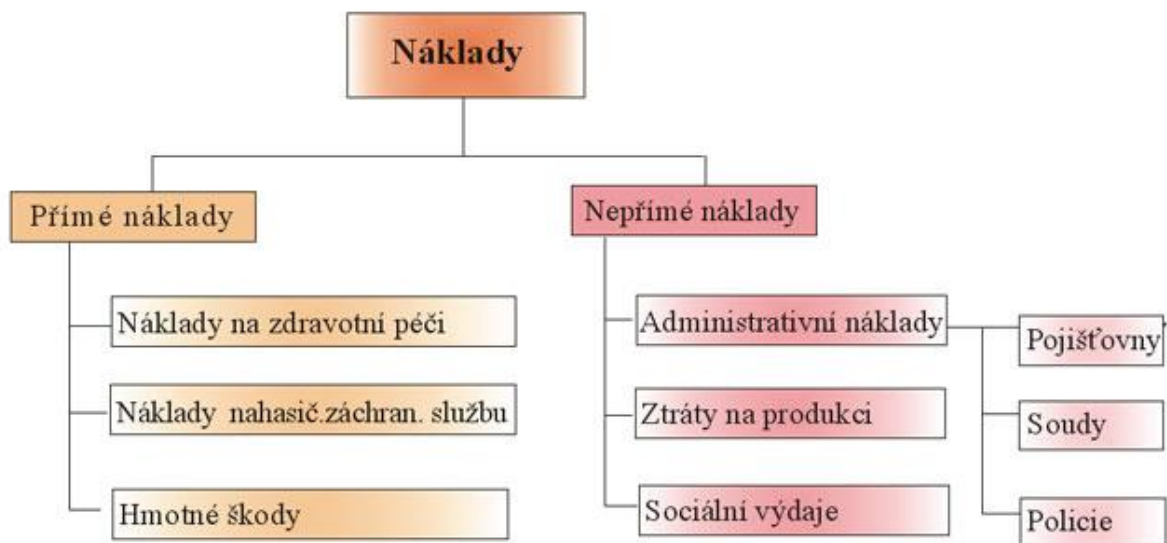 Náklady
Přímé náklady
Náklady na zdravotní péči
Náklady nahasič.záchran. službu
Hmotné škody
Nepřímé náklady
Administrativní náklady
Ztráty na produkci
Sociální výdaje
Pojišťovny
Soudy
Policie